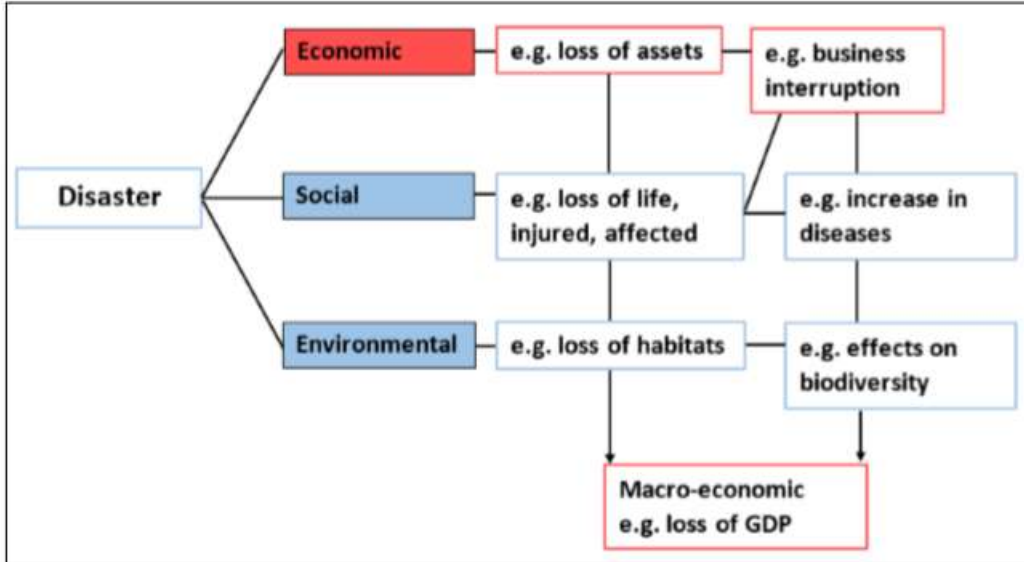 Economic
e.g. loss of assets
e.g. business
interruption
Disaster
Social
e.g. loss of life,
injured, affected
e.g. increase in
diseases
Environmental
e.g. loss of habitats
e.g. effects on
biodiversity
Macro-economic
e.g. loss of GDP